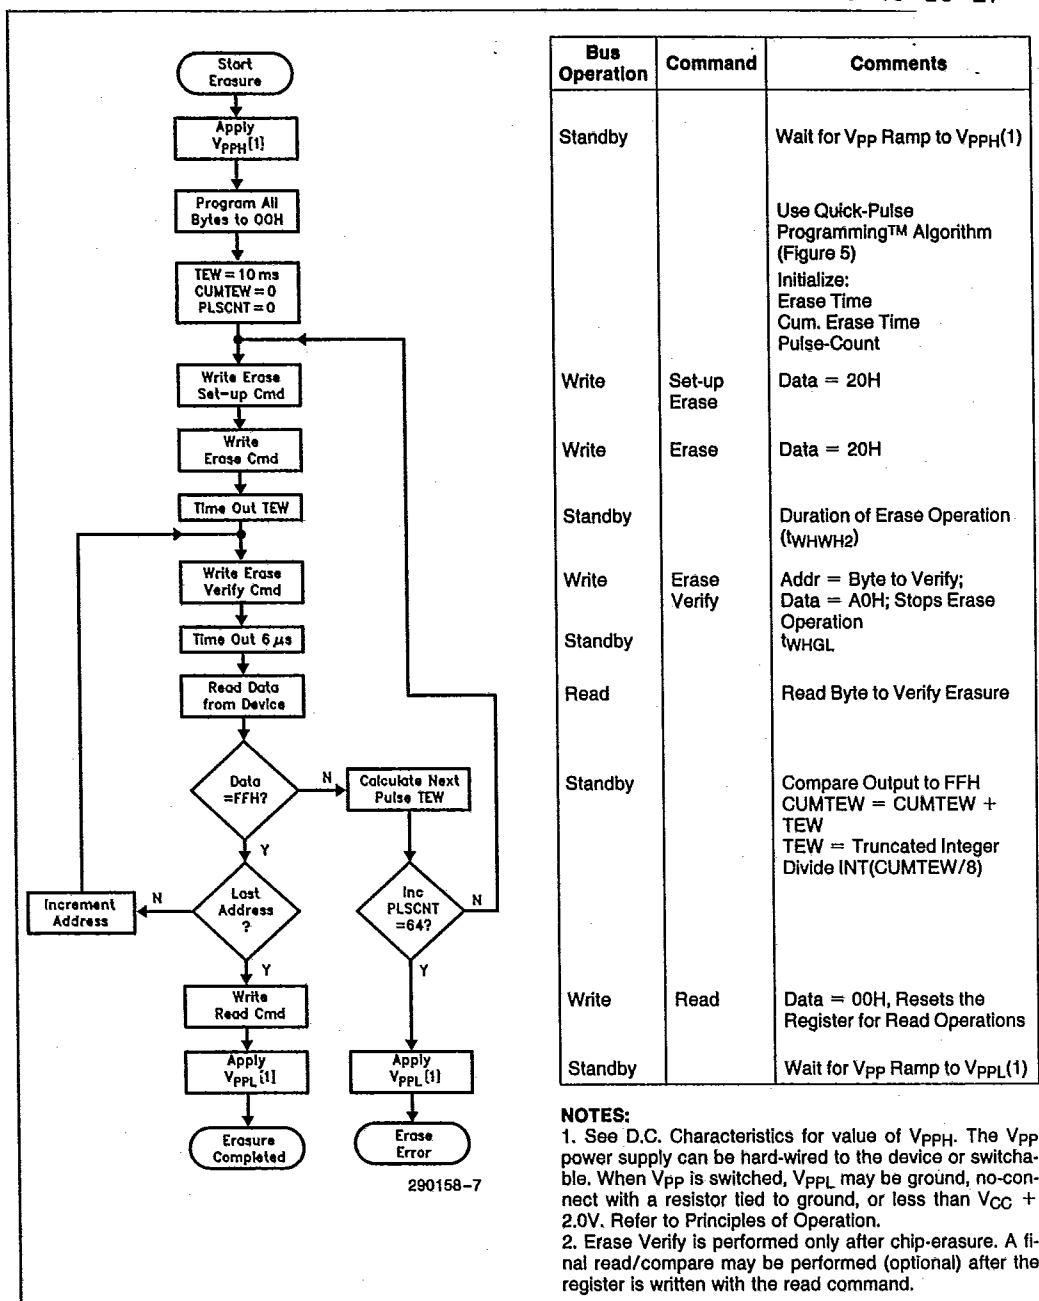 Start
Erasure
Apply
VPPH[1]
Program All
Bytes to 00H
TEW = 10 ms
CUMTEW = 0
PLSCNT = 0
Write Erase
Set-up Cmd
Write
Erase Cmd
Time Out TEW
Write Erase
Verify Cmd
Time Out 6 µs
Read Data
from Device
Data
=FFH?
N
Calculate Next
Pulse TEW
Y
Increment
Address
N
Last
Address
?
Inc
PLSCNT
=64?
N
Y
Y
Write
Read Cmd
Apply
VPPL[1]
Apply
VPPL[1]
Erasure
Completed
Erase
Error
290158-7
Bus
Operation
Command
Comments
Standby
Wait for VPP Ramp to VPPH(1)
Use Quick-Pulse
Programming™ Algorithm
(Figure 5)
Initialize:
Erase Time
Cum. Erase Time
Pulse-Count
Write
Set-up
Erase
Data = 20H
Write
Erase
Data = 20H
Standby
Duration of Erase Operation
(tWHWH2)
Write
Erase
Verify
Addr = Byte to Verify;
Data = A0H; Stops Erase
Operation
Standby
tWHGL
Read
Read Byte to Verify Erasure
Standby
Compare Output to FFH
CUMTEW = CUMTEW +
TEW
TEW = Truncated Integer
Divide INT(CUMTEW/8)
Write
Read
Data = 00H, Resets the
Register for Read Operations
Standby
Wait for VPP Ramp to VPPL(1)
NOTES:
1. See D.C. Characteristics for value of VPPH. The VPP
power supply can be hard-wired to the device or switcha-
ble. When VPP is switched, VPPL may be ground, no-con-
nect with a resistor tied to ground, or less than VCC +
2.0V. Refer to Principles of Operation.
2. Erase Verify is performed only after chip-erasure. A fi-
nal read/compare may be performed (optional) after the
register is written with the read command.